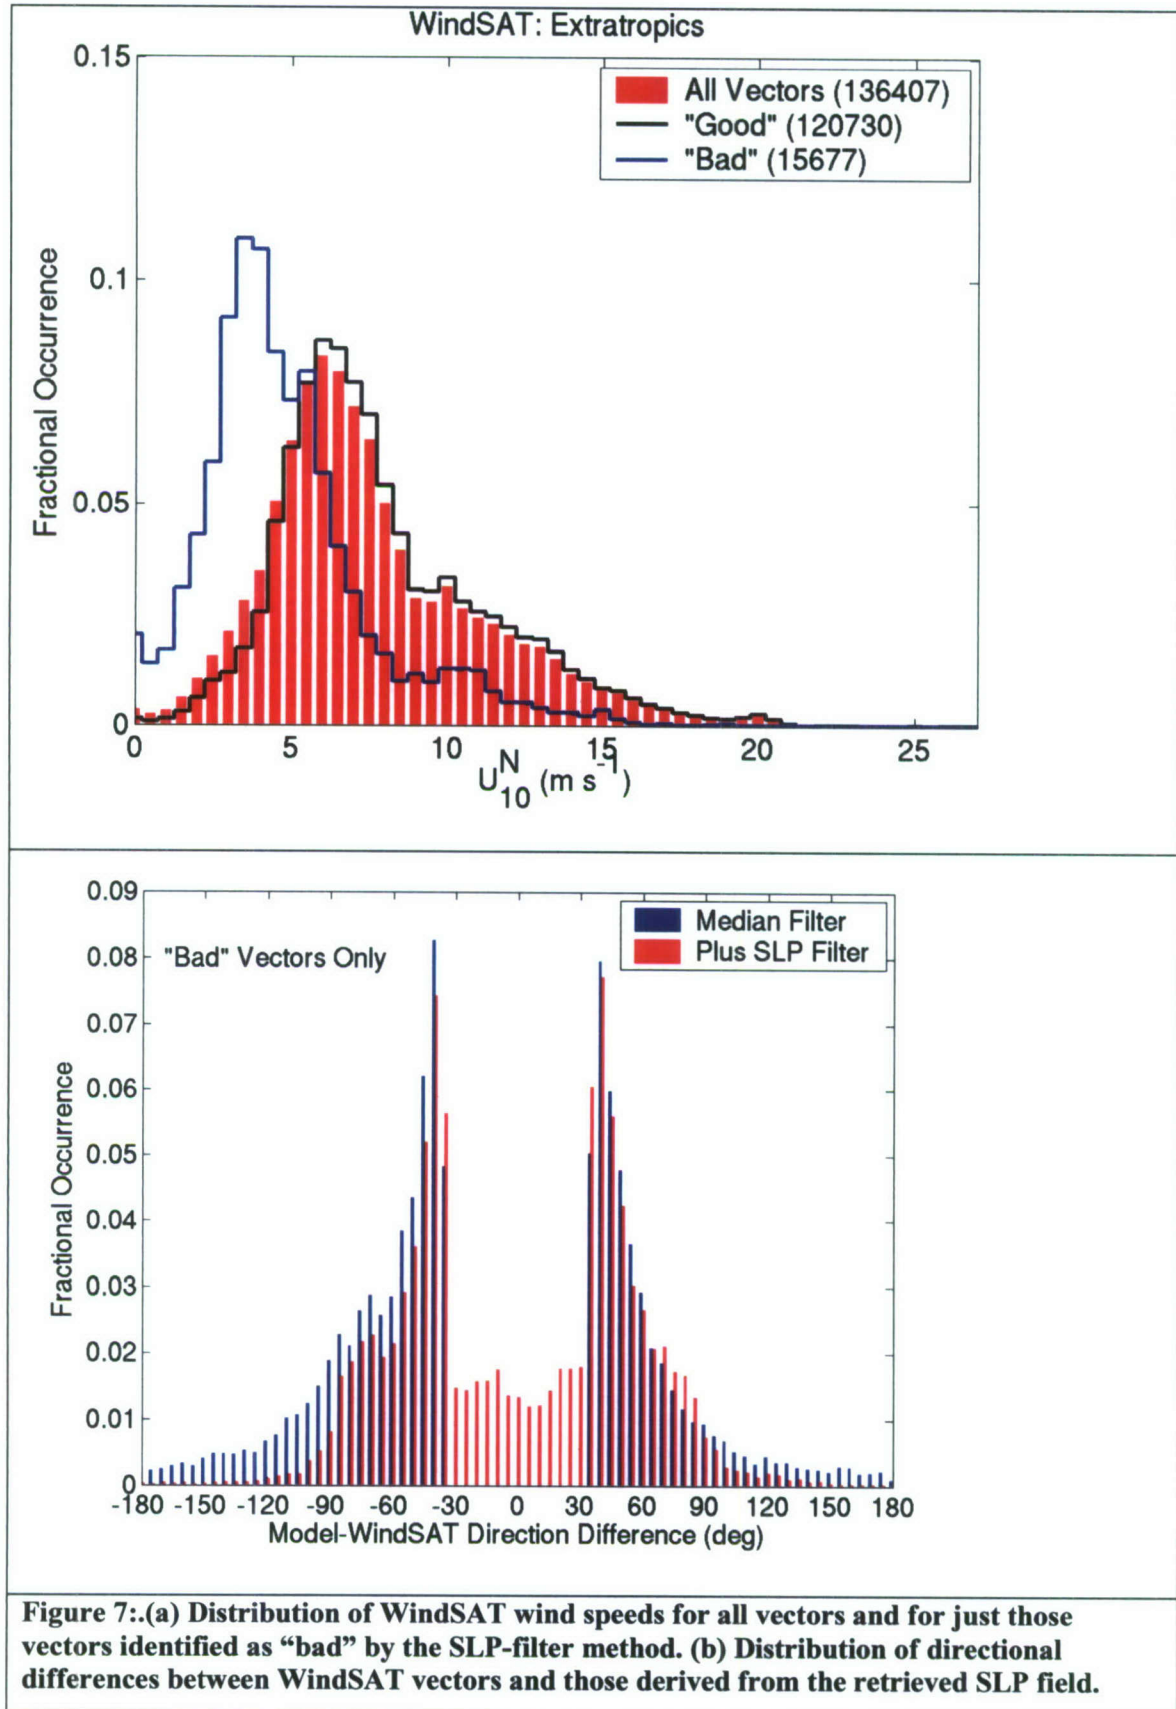 WindSAT: Extratropics
0.15
0.1
0.05
0
Fractional Occurrence
All Vectors (136407)
"Good" (120730)
"Bad" (15677)
0 5 10 15 20 25
U10N (m s-1)
0.09
0.08
0.07
0.06
0.05
0.04
0.03
0.02
0.01
0
Fractional Occurrence
"Bad" Vectors Only
Median Filter
Plus SLP Filter
-180 -150 -120 -90 -60 -30 0 30 60 90 120 150 180
Model-WindSAT Direction Difference (deg)
Figure 7:.(a) Distribution of WindSAT wind speeds for all vectors and for just those
vectors identified as “bad” by the SLP-filter method. (b) Distribution of directional
differences between WindSAT vectors and those derived from the retrieved SLP field.